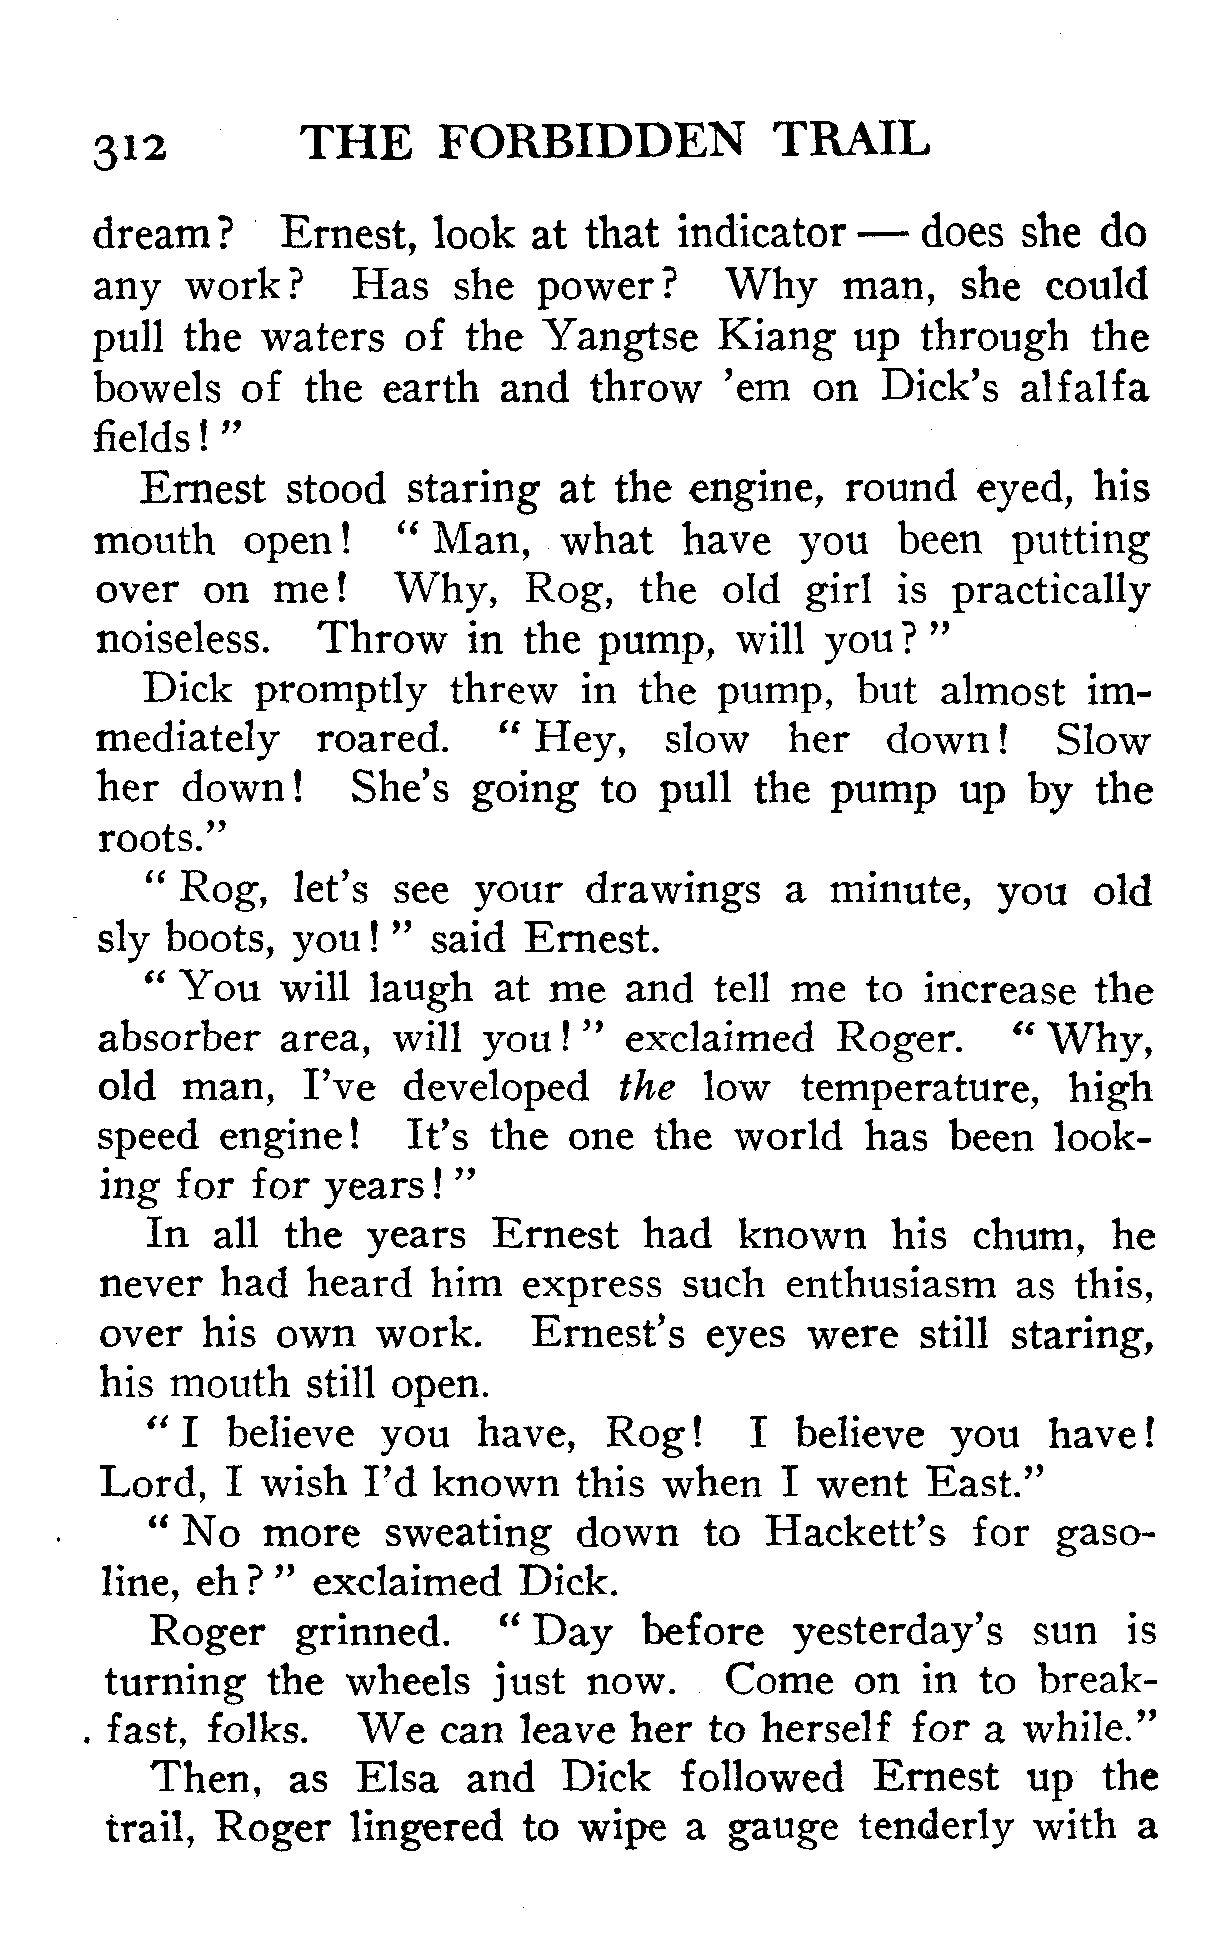 312 THE FORBIDDEN TRAIL
dream? Ernest, look at that indicator — does she do
any work? Has she power? Why man, she could
pull the waters of the Yangtse Kiang up through the
bowels of the earth and throw 'em on Dick's alfalfa
fields!"
Ernest stood staring at the engine, round eyed, his
mouth open! "Man, what have you been putting
over on me! Why, Rog, the old girl is practically
noiseless. Throw in the pump, will you?"
Dick promptly threw in the pump, but almost im-
mediately roared. "Hey, slow her down! Slow
her down! She's going to pull the pump up by the
roots."
"Rog, let's see your drawings a minute, you old
sly boots, you!" said Ernest.
"You will laugh at me and tell me to increase the
absorber area, will you!" exclaimed Roger. "Why,
old man, I've developed the low temperature, high
speed engine! It's the one the world has been look-
ing for for years!"
In all the years Ernest had known his chum, he
never had heard him express such enthusiasm as this,
over his own work. Ernest's eyes were still staring,
his mouth still open.
"I believe you have, Rog! I believe you have!
Lord, I wish I'd known this when I went East."
"No more sweating down to Hackett's for gaso-
line, eh?" exclaimed Dick.
Roger grinned. "Day before yesterday's sun is
turning the wheels just now. Come on in to break-
fast, folks. We can leave her to herself for a while."
Then, as Elsa and Dick followed Ernest up the
trail, Roger lingered to wipe a gauge tenderly with a